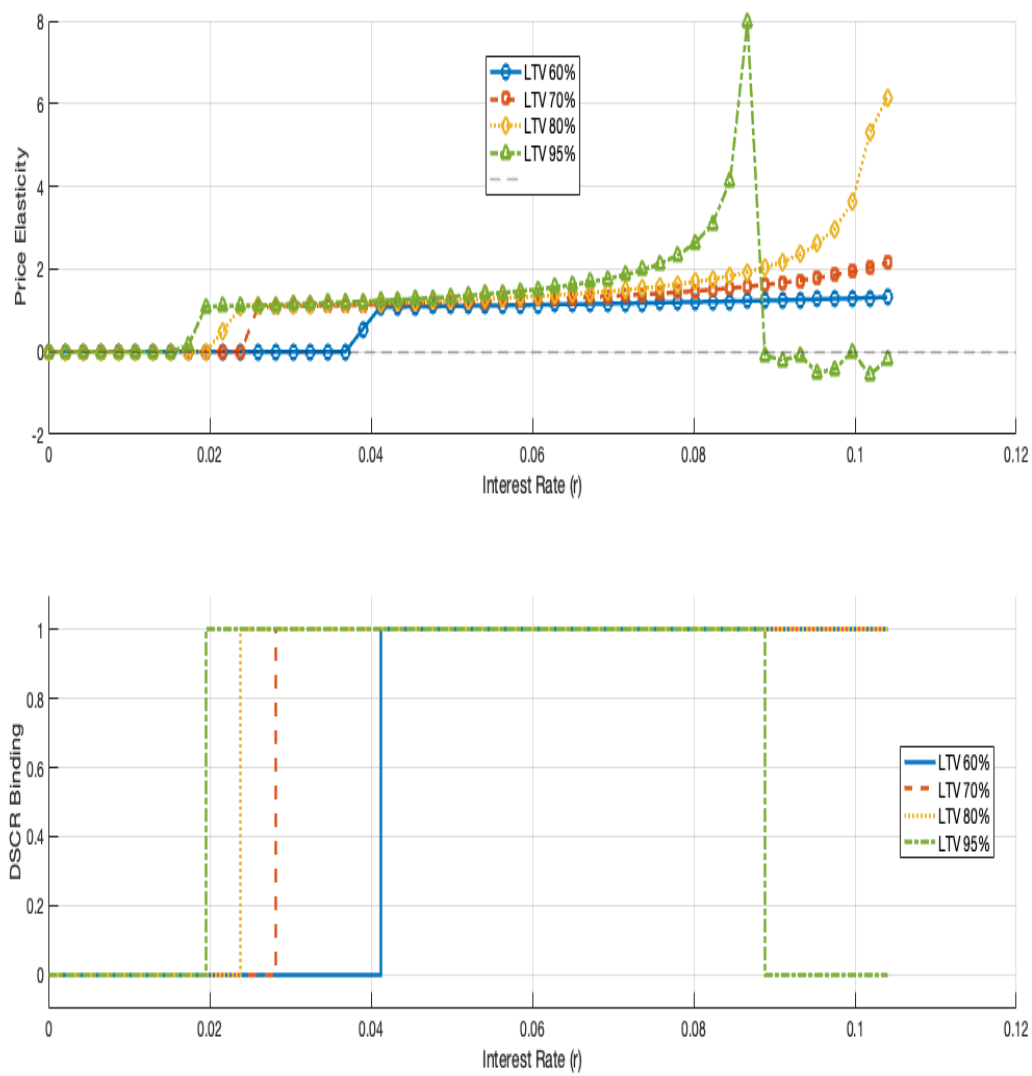 8
6
4
2
0
-2
Price Elasticity
LTV 60%
LTV 70%
LTV 80%
LTV 95%
0 0.02 0.04 0.06 0.08 0.1 0.12
Interest Rate (r)
1
0.8
0.6
0.4
0.2
0
DSCR Binding
LTV 60%
LTV 70%
LTV 80%
LTV 95%
0 0.02 0.04 0.06 0.08 0.1 0.12
Interest Rate (r)